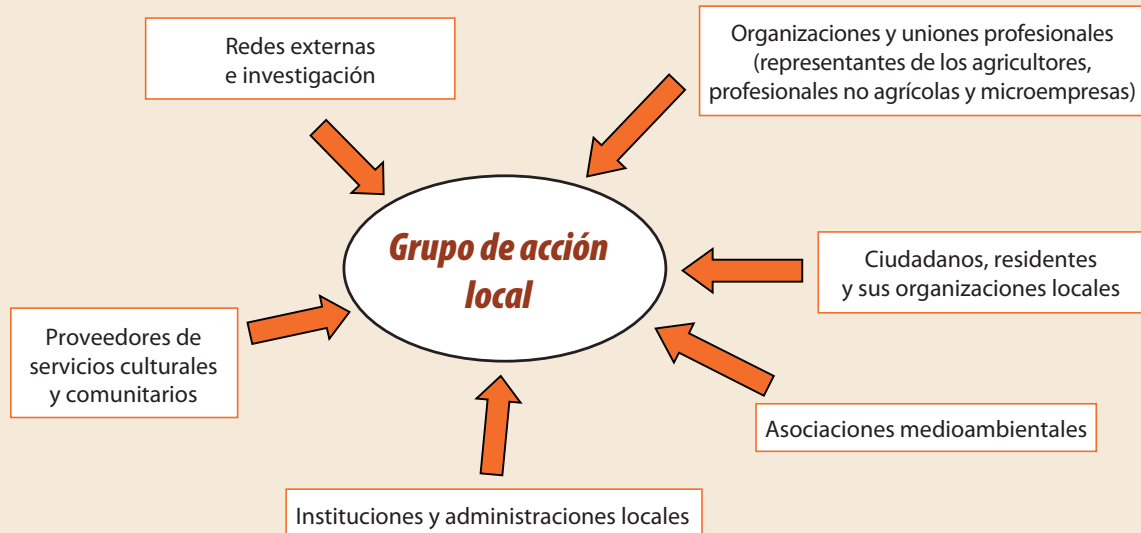 Redes externas
e investigación
Organizaciones y uniones profesionales
(representantes de los agricultores,
profesionales no agrícolas y microempresas)
Grupo de acción
local
Ciudadanos, residentes
y sus organizaciones locales
Proveedores de
servicios culturales
y comunitarios
Asociaciones medioambientales
Instituciones y administraciones locales